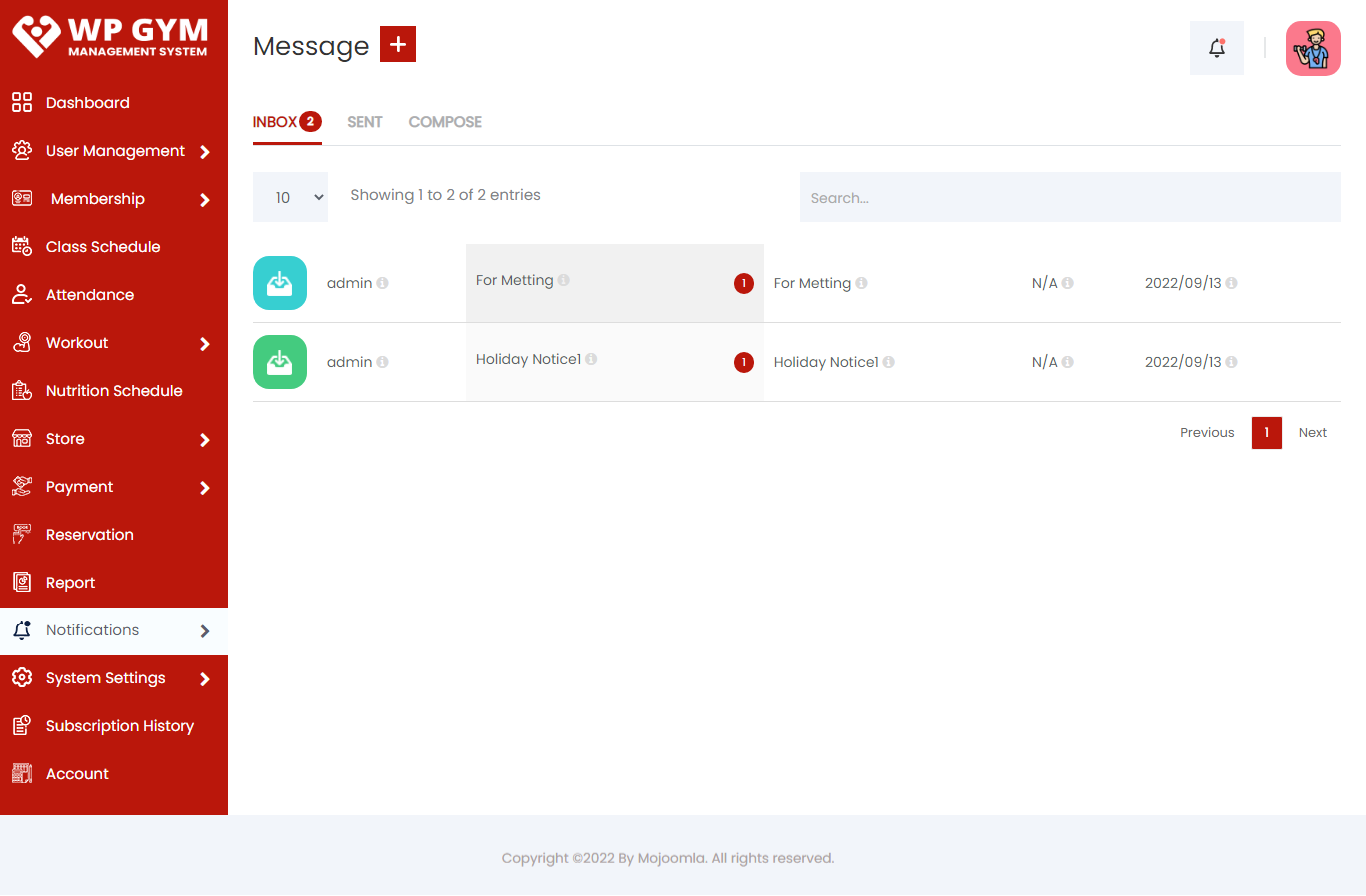 WP GYM
MANAGEMENT SYSTEM
Dashboard
User Management
Membership
Class Schedule
Attendance
Workout
Nutrition Schedule
Store
Payment
Reservation
Report
Notifications
System Settings
Subscription History
Account
Message +
INBOX 2 SENT COMPOSE
10 Showing 1 to 2 of 2 entries Search...
admin For Metting 1 For Metting N/A 2022/09/13
admin Holiday Notice1 1 Holiday Notice1 N/A 2022/09/13
Previous 1 Next
Copyright ©2022 By Mojoomla. All rights reserved.